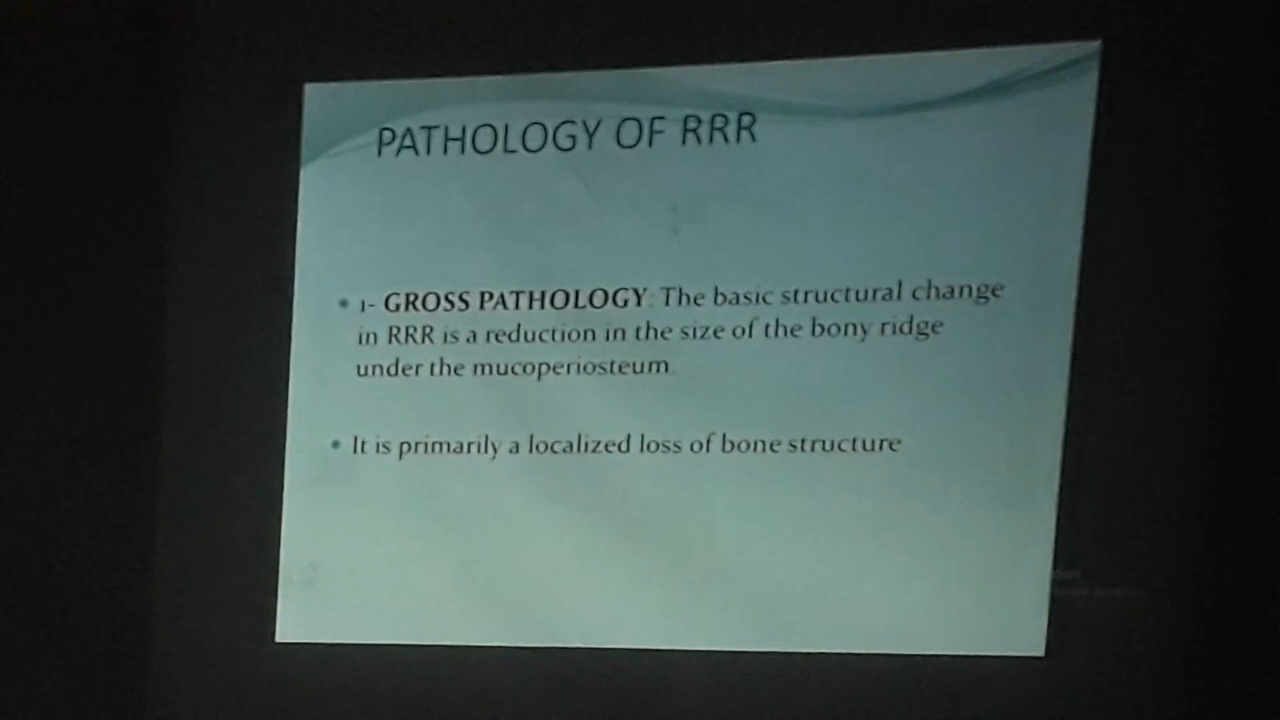 PATHOLOGY OF RRR
• 1- GROSS PATHOLOGY: The basic structural change
in RRR is a reduction in the size of the bony ridge
under the mucoperiosteum.
• It is primarily a localized loss of bone structure